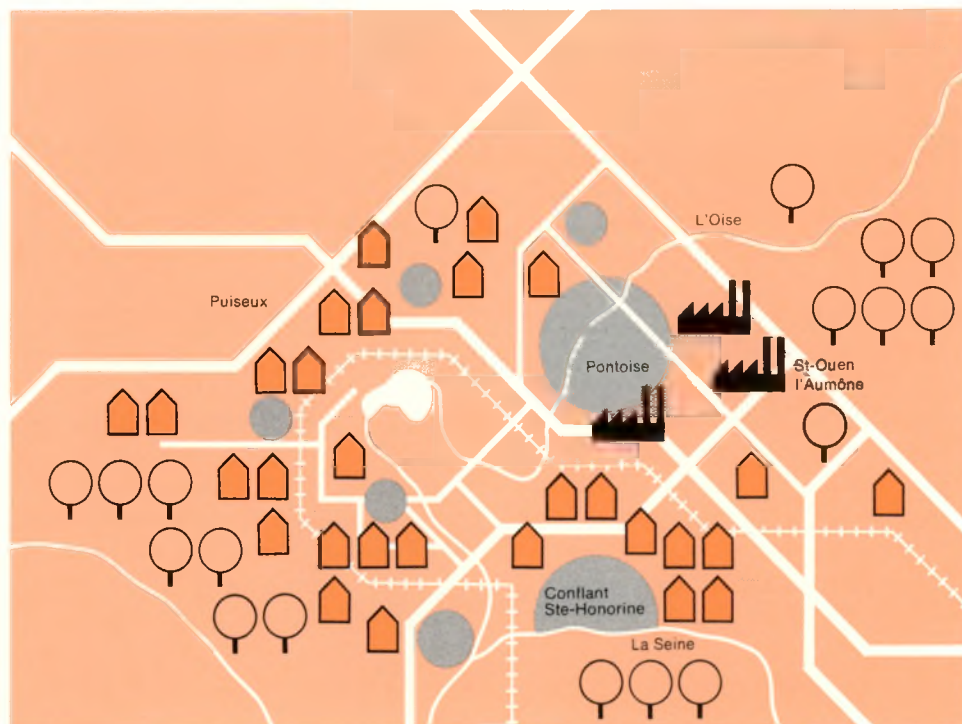 L'Oise
Puiseux
Pontoise
St-Ouen
l'Aumône
Conflant
Ste-Honorine
La Seine